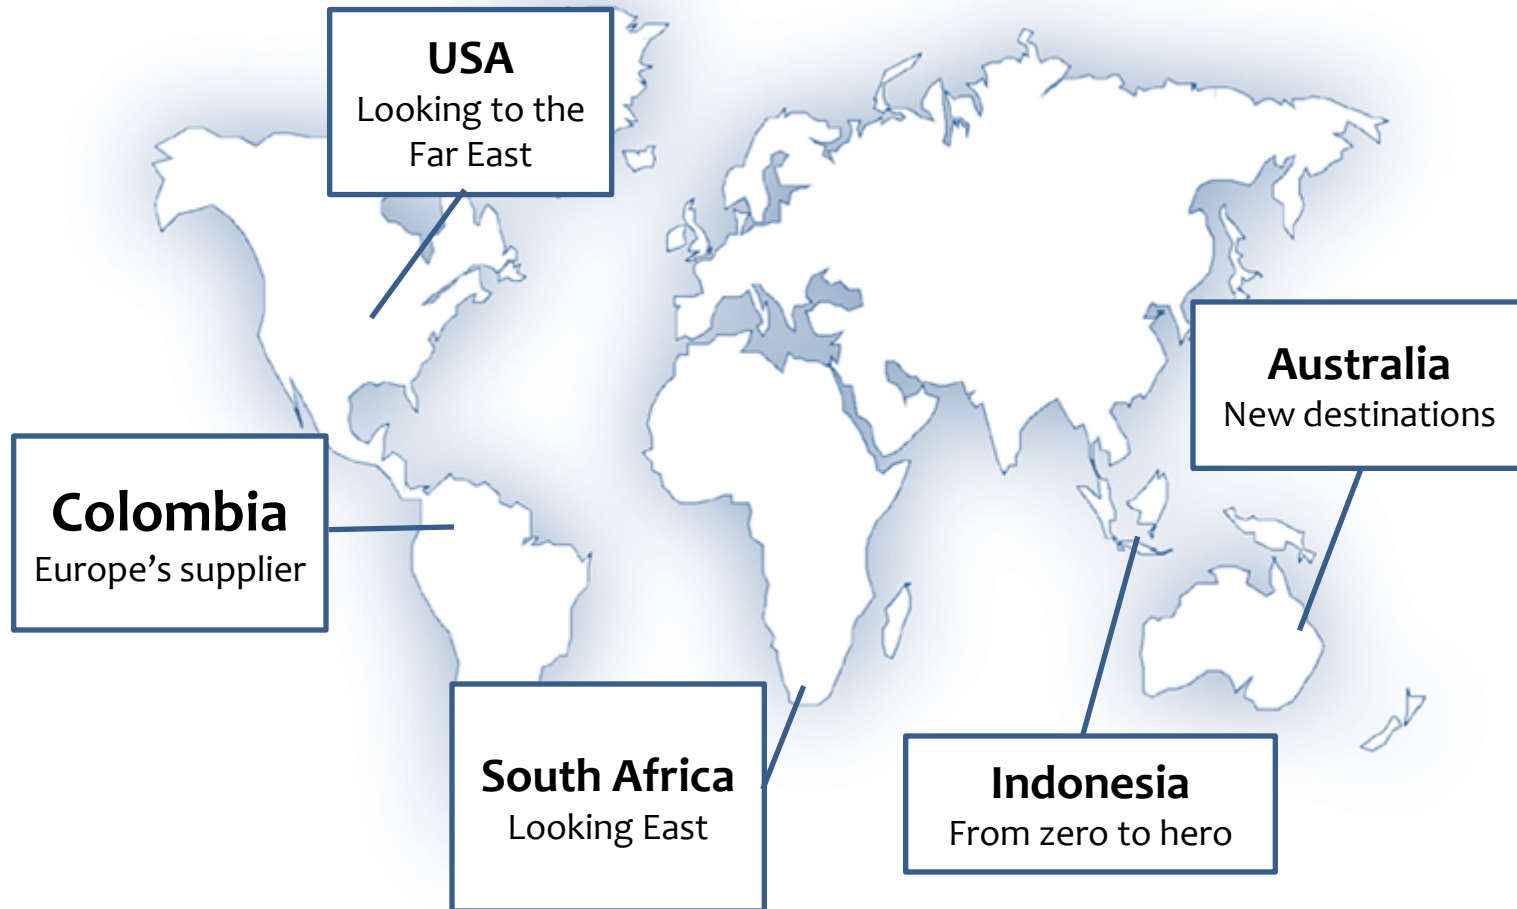 USA
Looking to the
Far East
Australia
New destinations
Colombia
Europe’s supplier
South Africa
Looking East
Indonesia
From zero to hero